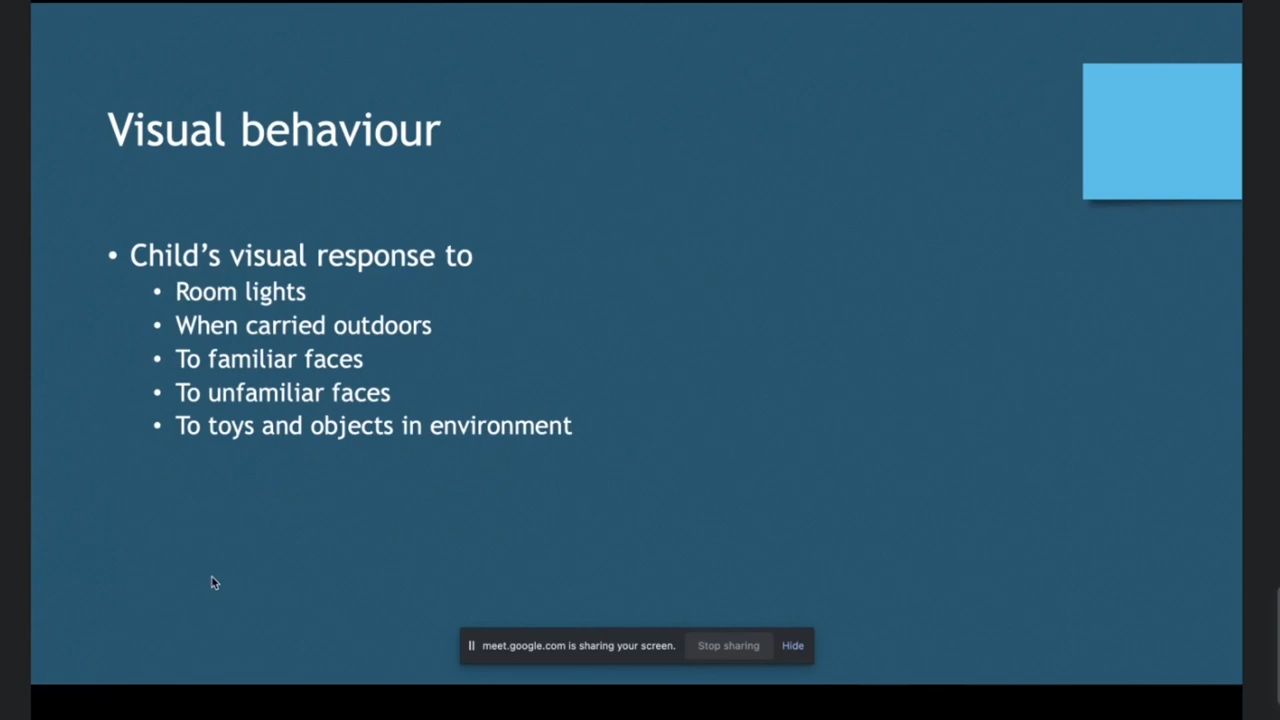 Visual behaviour
• Child’s visual response to
• Room lights
• When carried outdoors
• To familiar faces
• To unfamiliar faces
• To toys and objects in environment
meet.google.com is sharing your screen. Stop sharing Hide